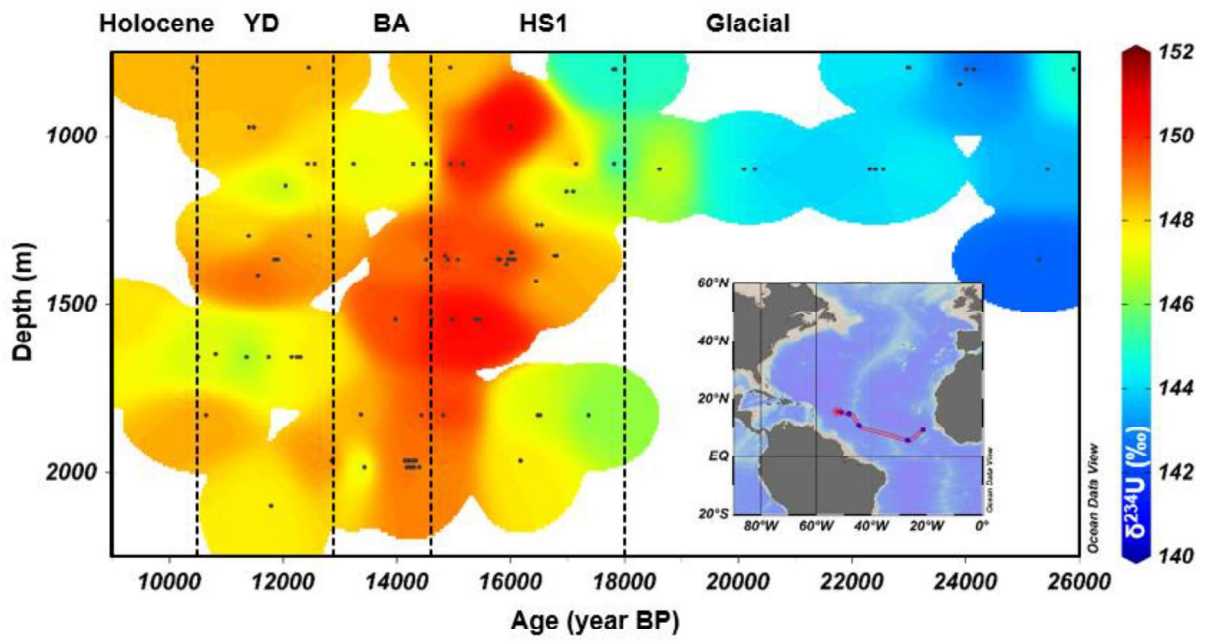 Holocene YD BA HS1 Glacial
152
150
148
146
144
142
140
δ²³⁴U (‰)
Ocean Data View
Depth (m)
1000
1500
2000
60°N
40°N
20°N
EQ
20°S
80°W 60°W 40°W 20°W 0°
Ocean Data View
10000 12000 14000 16000 18000 20000 22000 24000 26000
Age (year BP)